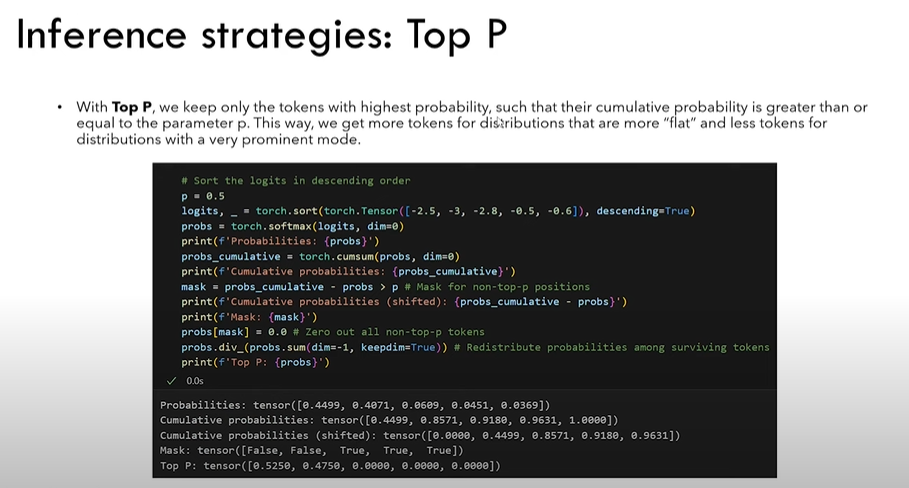 Inference strategies: Top P
• With Top P, we keep only the tokens with highest probability, such that their cumulative probability is greater than or
equal to the parameter p. This way, we get more tokens for distributions that are more “flat” and less tokens for
distributions with a very prominent mode.
# Sort the logits in descending order
p = 0.5
logits, _ = torch.sort(torch.Tensor([-2.5, -3, -2.8, -0.5, -0.6]), descending=True)
probs = torch.softmax(logits, dim=0)
print(f'Probabilities: {probs}')
probs_cumulative = torch.cumsum(probs, dim=0)
print(f'Cumulative probabilities: {probs_cumulative}')
mask = probs_cumulative - probs > p # Mask for non-top-p positions
print(f'Cumulative probabilities (shifted): {probs_cumulative - probs}')
print(f'Mask: {mask}')
probs[mask] = 0.0 # Zero out all non-top-p tokens
probs.div_(probs.sum(dim=-1, keepdim=True)) # Redistribute probabilities among surviving tokens
print(f'Top P: {probs}')
✓ 0.0s
Probabilities: tensor([0.4499, 0.4071, 0.0609, 0.0451, 0.0369])
Cumulative probabilities: tensor([0.4499, 0.8571, 0.9180, 0.9631, 1.0000])
Cumulative probabilities (shifted): tensor([0.0000, 0.4499, 0.8571, 0.9180, 0.9631])
Mask: tensor([False, False, True, True, True])
Top P: tensor([0.5250, 0.4750, 0.0000, 0.0000, 0.0000])